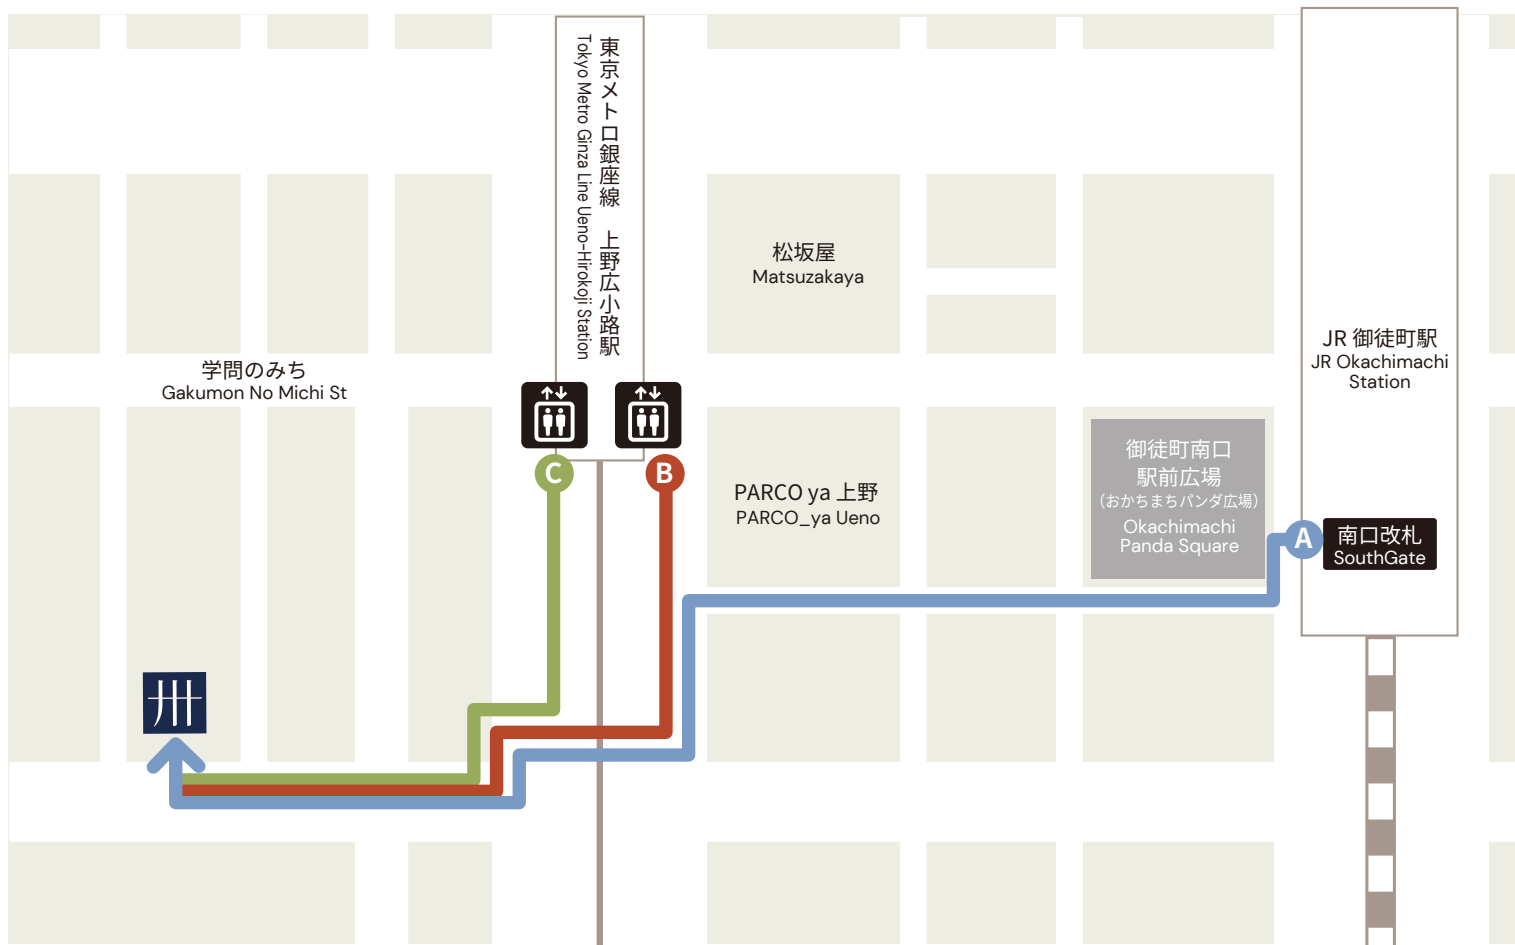 東京メトロ銀座線　上野広小路駅
Tokyo Metro Ginza Line Ueno-Hirokoji Station
松坂屋
Matsuzakaya
JR 御徒町駅
JR Okachimachi
Station
学問のみち
Gakumon No Michi St
C
B
PARCO ya 上野
PARCO_ya Ueno
御徒町南口
駅前広場
（おかちまちパンダ広場）
Okachimachi
Panda Square
A
南口改札
SouthGate
卅